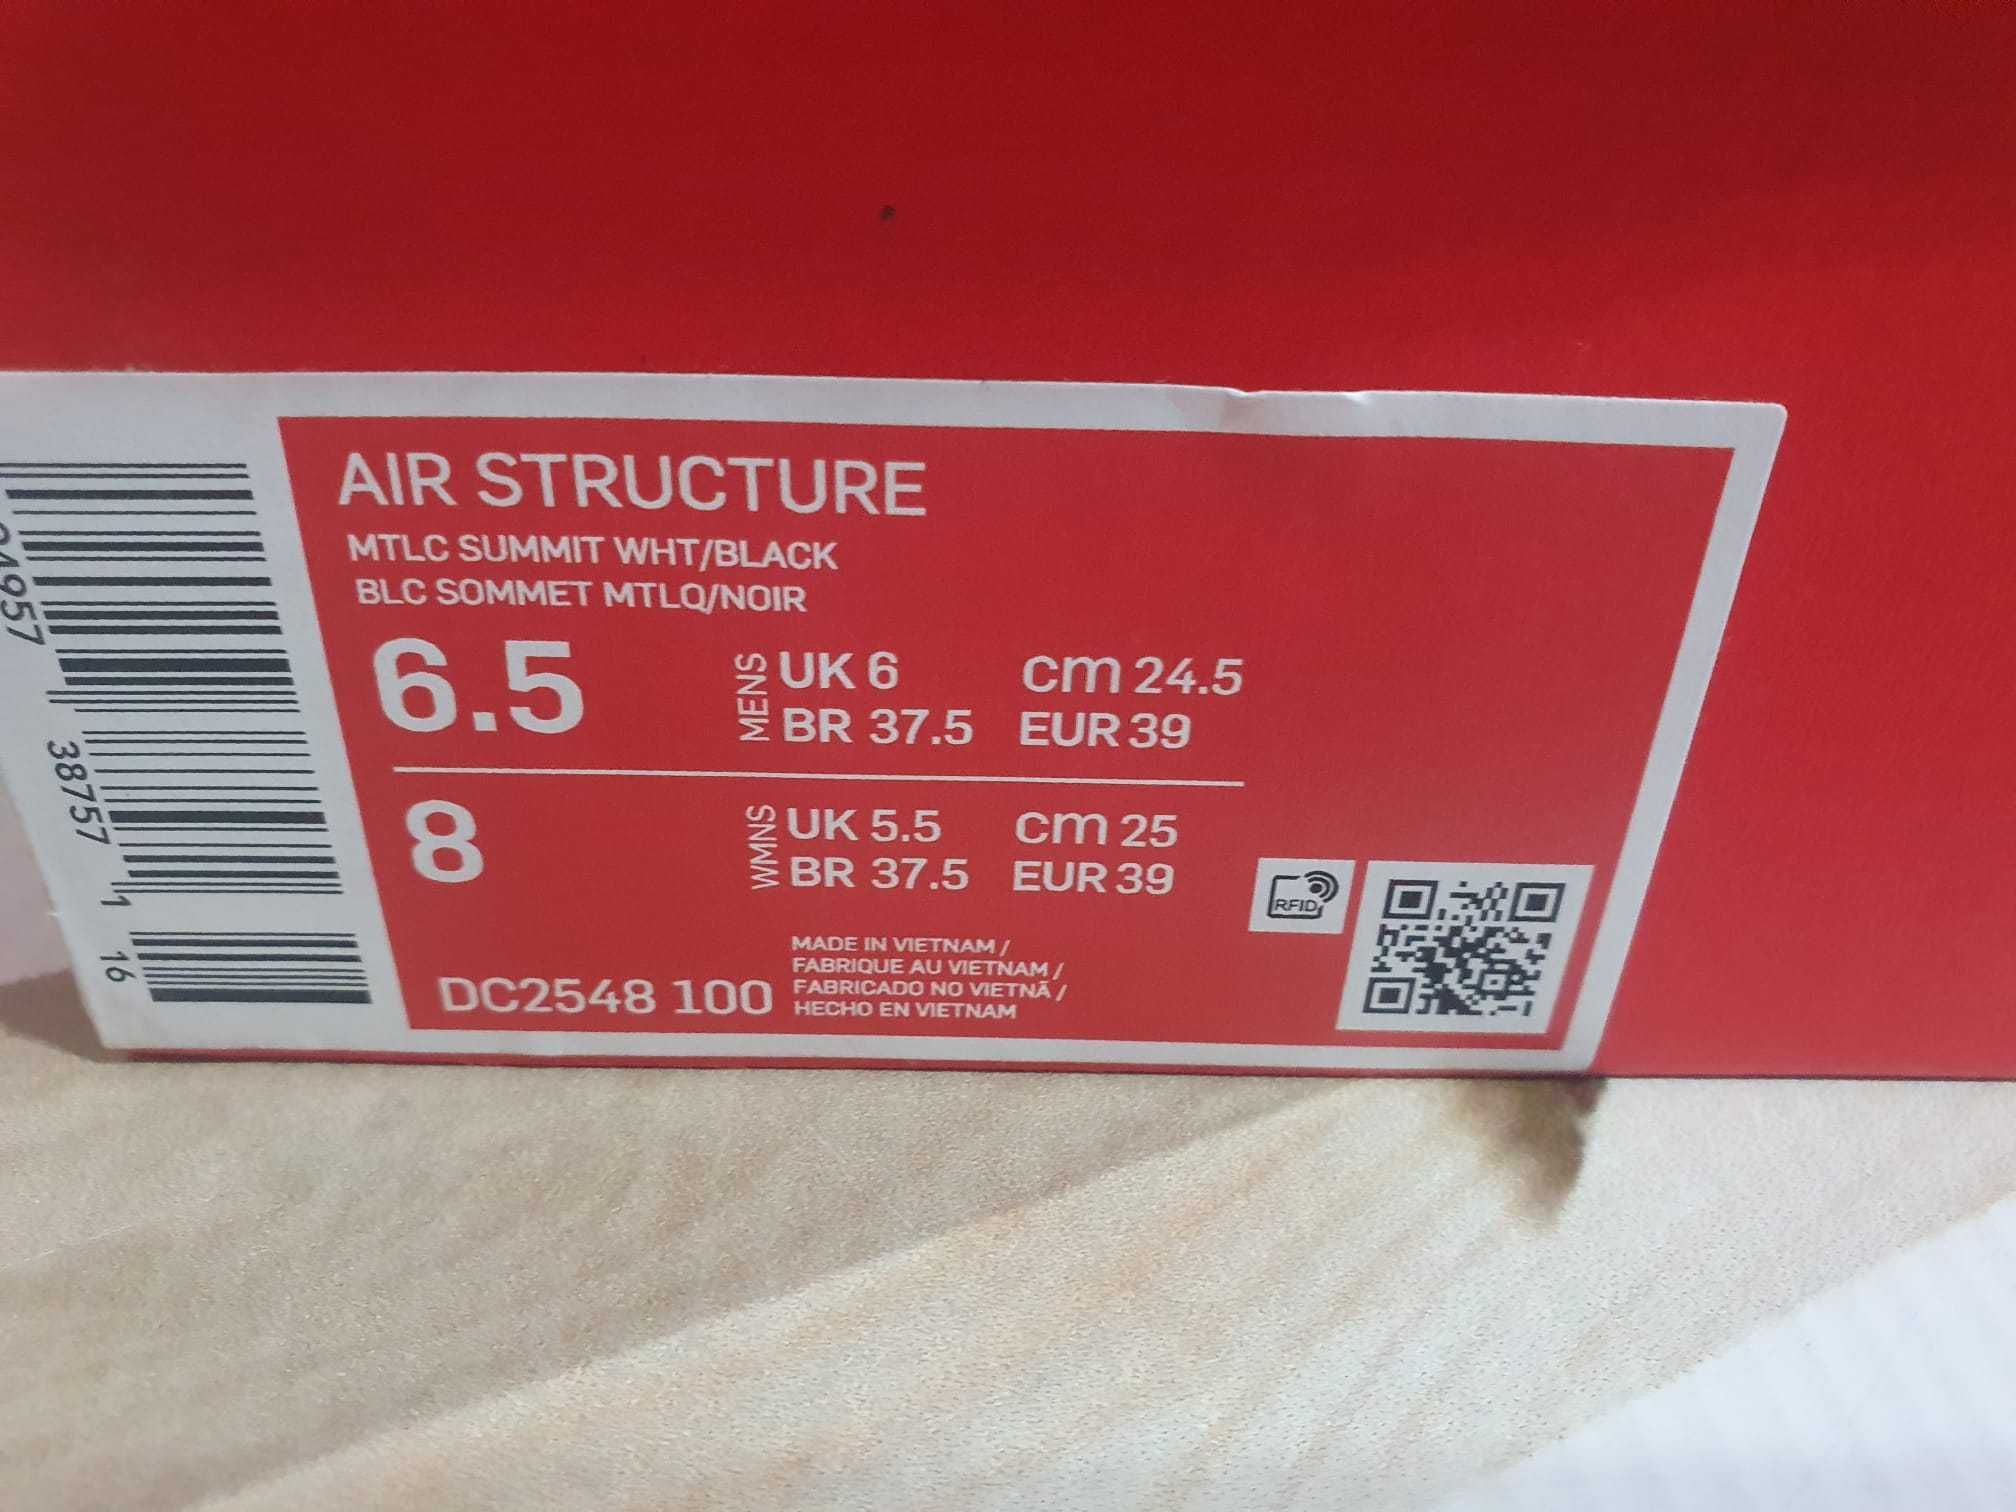 AIR STRUCTURE
MTLC SUMMIT WHT/BLACK
BLC SOMMET MTLQ/NOIR
6.5
MENS
UK 6 cm 24.5
BR 37.5 EUR 39
8
WMNS
UK 5.5 cm 25
BR 37.5 EUR 39
DC2548 100
MADE IN VIETNAM /
FABRIQUE AU VIETNAM /
FABRICADO NO VIETNÃ /
HECHO EN VIETNAM
RFID
38757 1 16